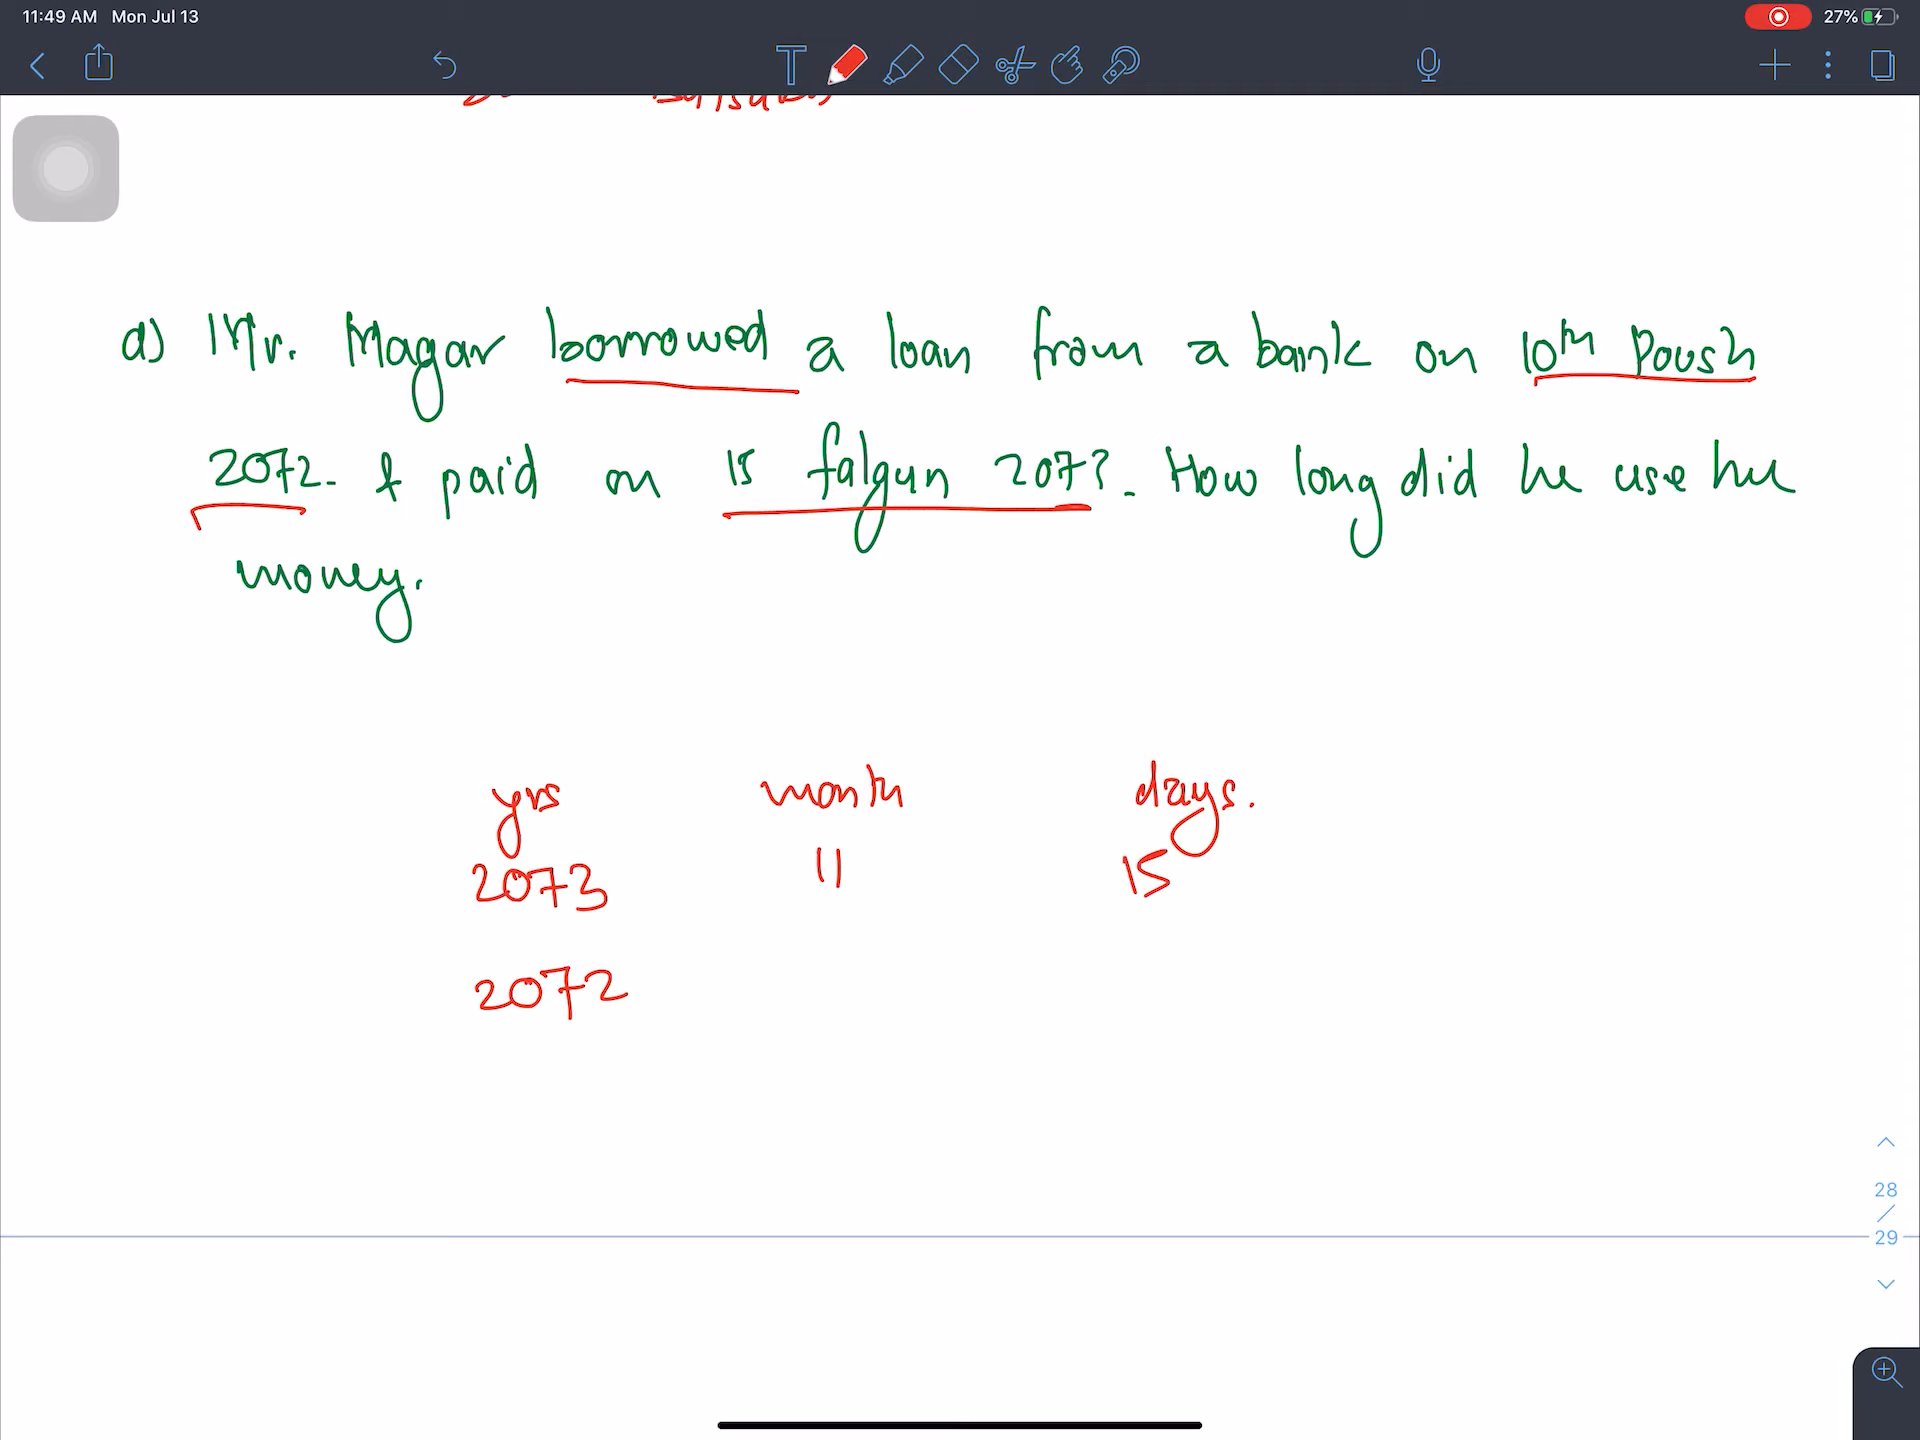 11:49 AM Mon Jul 13
27%
a) Mr. Magar borrowed a loan from a bank on 10th Poush
2072. & paid on 15 falgun 2073. How long did he use the
money.
yrs month days.
2073 11 15
2072
28
/
29